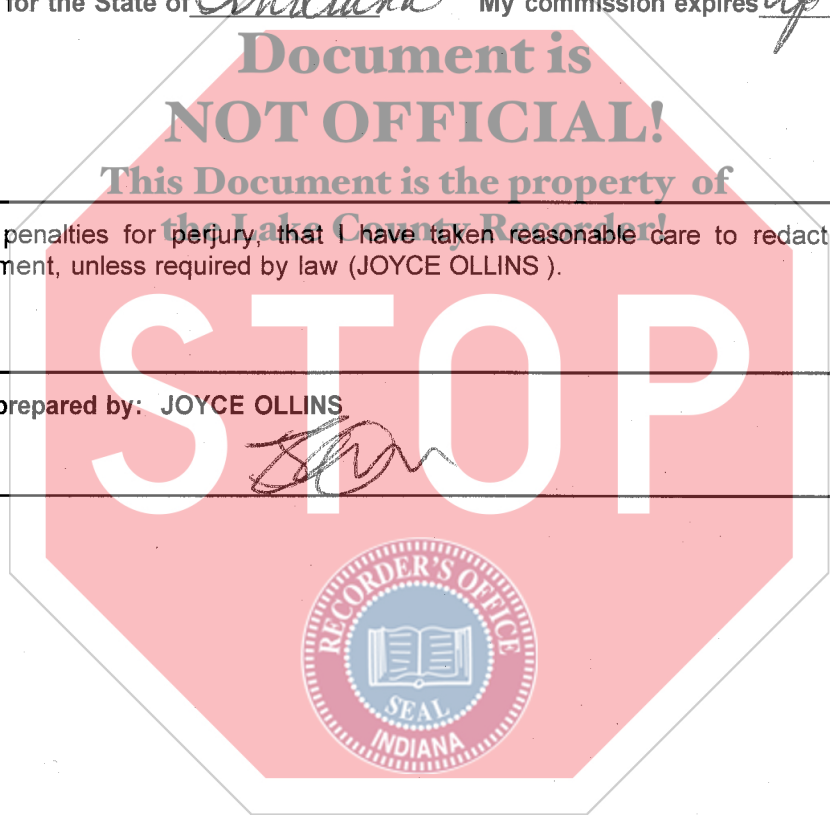 for the State of Indiana My commission expires
Document is
NOT OFFICIAL!
This Document is the property of
the Lake County Recorder!
penalties for perjury, that I have taken reasonable care to redact
ment, unless required by law (JOYCE OLLINS ).
STOP
prepared by: JOYCE OLLINS
RECORDER'S OFFICE
SEAL
INDIANA